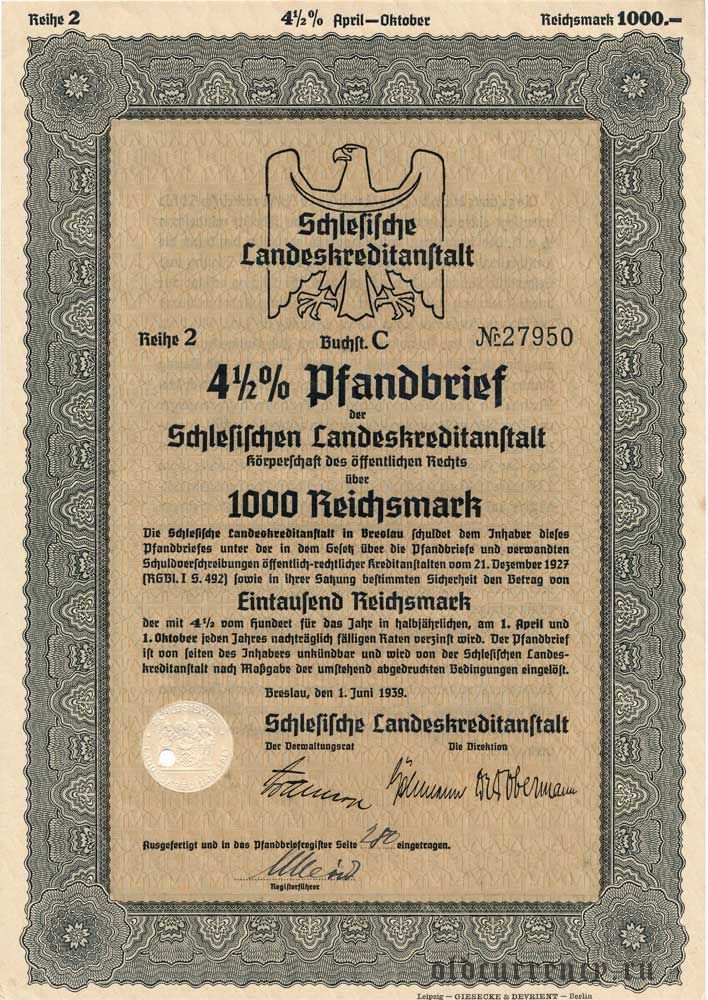 Reihe 2 4½% April—Oktober Reichsmark 1000.—
Schlesische
Landeskreditanstalt
Reihe 2 Buchst. C № 27950
4½% Pfandbrief
der
Schlesischen Landeskreditanstalt
Körperschaft des öffentlichen Rechts
über
1000 Reichsmark
Die Schlesische Landeskreditanstalt in Breslau schuldet dem Inhaber dieses
Pfandbriefes unter der in dem Gesetz über die Pfandbriefe und verwandten
Schuldverschreibungen öffentlich-rechtlicher Kreditanstalten vom 21. Dezember 1927
(RGBl. I S. 492) sowie in ihrer Satzung bestimmten Sicherheit den Betrag von
Eintausend Reichsmark
der mit 4½ vom Hundert für das Jahr in halbjährlichen, am 1. April und
1. Oktober jeden Jahres nachträglich fälligen Raten verzinst wird. Der Pfandbrief
ist von seiten des Inhabers unkündbar und wird von der Schlesischen Landes-
kreditanstalt nach Maßgabe der umstehend abgedruckten Bedingungen eingelöst.
Breslau, den 1. Juni 1939.
Schlesische Landeskreditanstalt
Der Verwaltungsrat Die Direktion
Obermann
Ausgefertigt und in das Pfandbriefregister Seite 280 eingetragen.
Registerführer
oldcurrency.ru
Leipzig — GIESECKE & DEVRIENT — Berlin